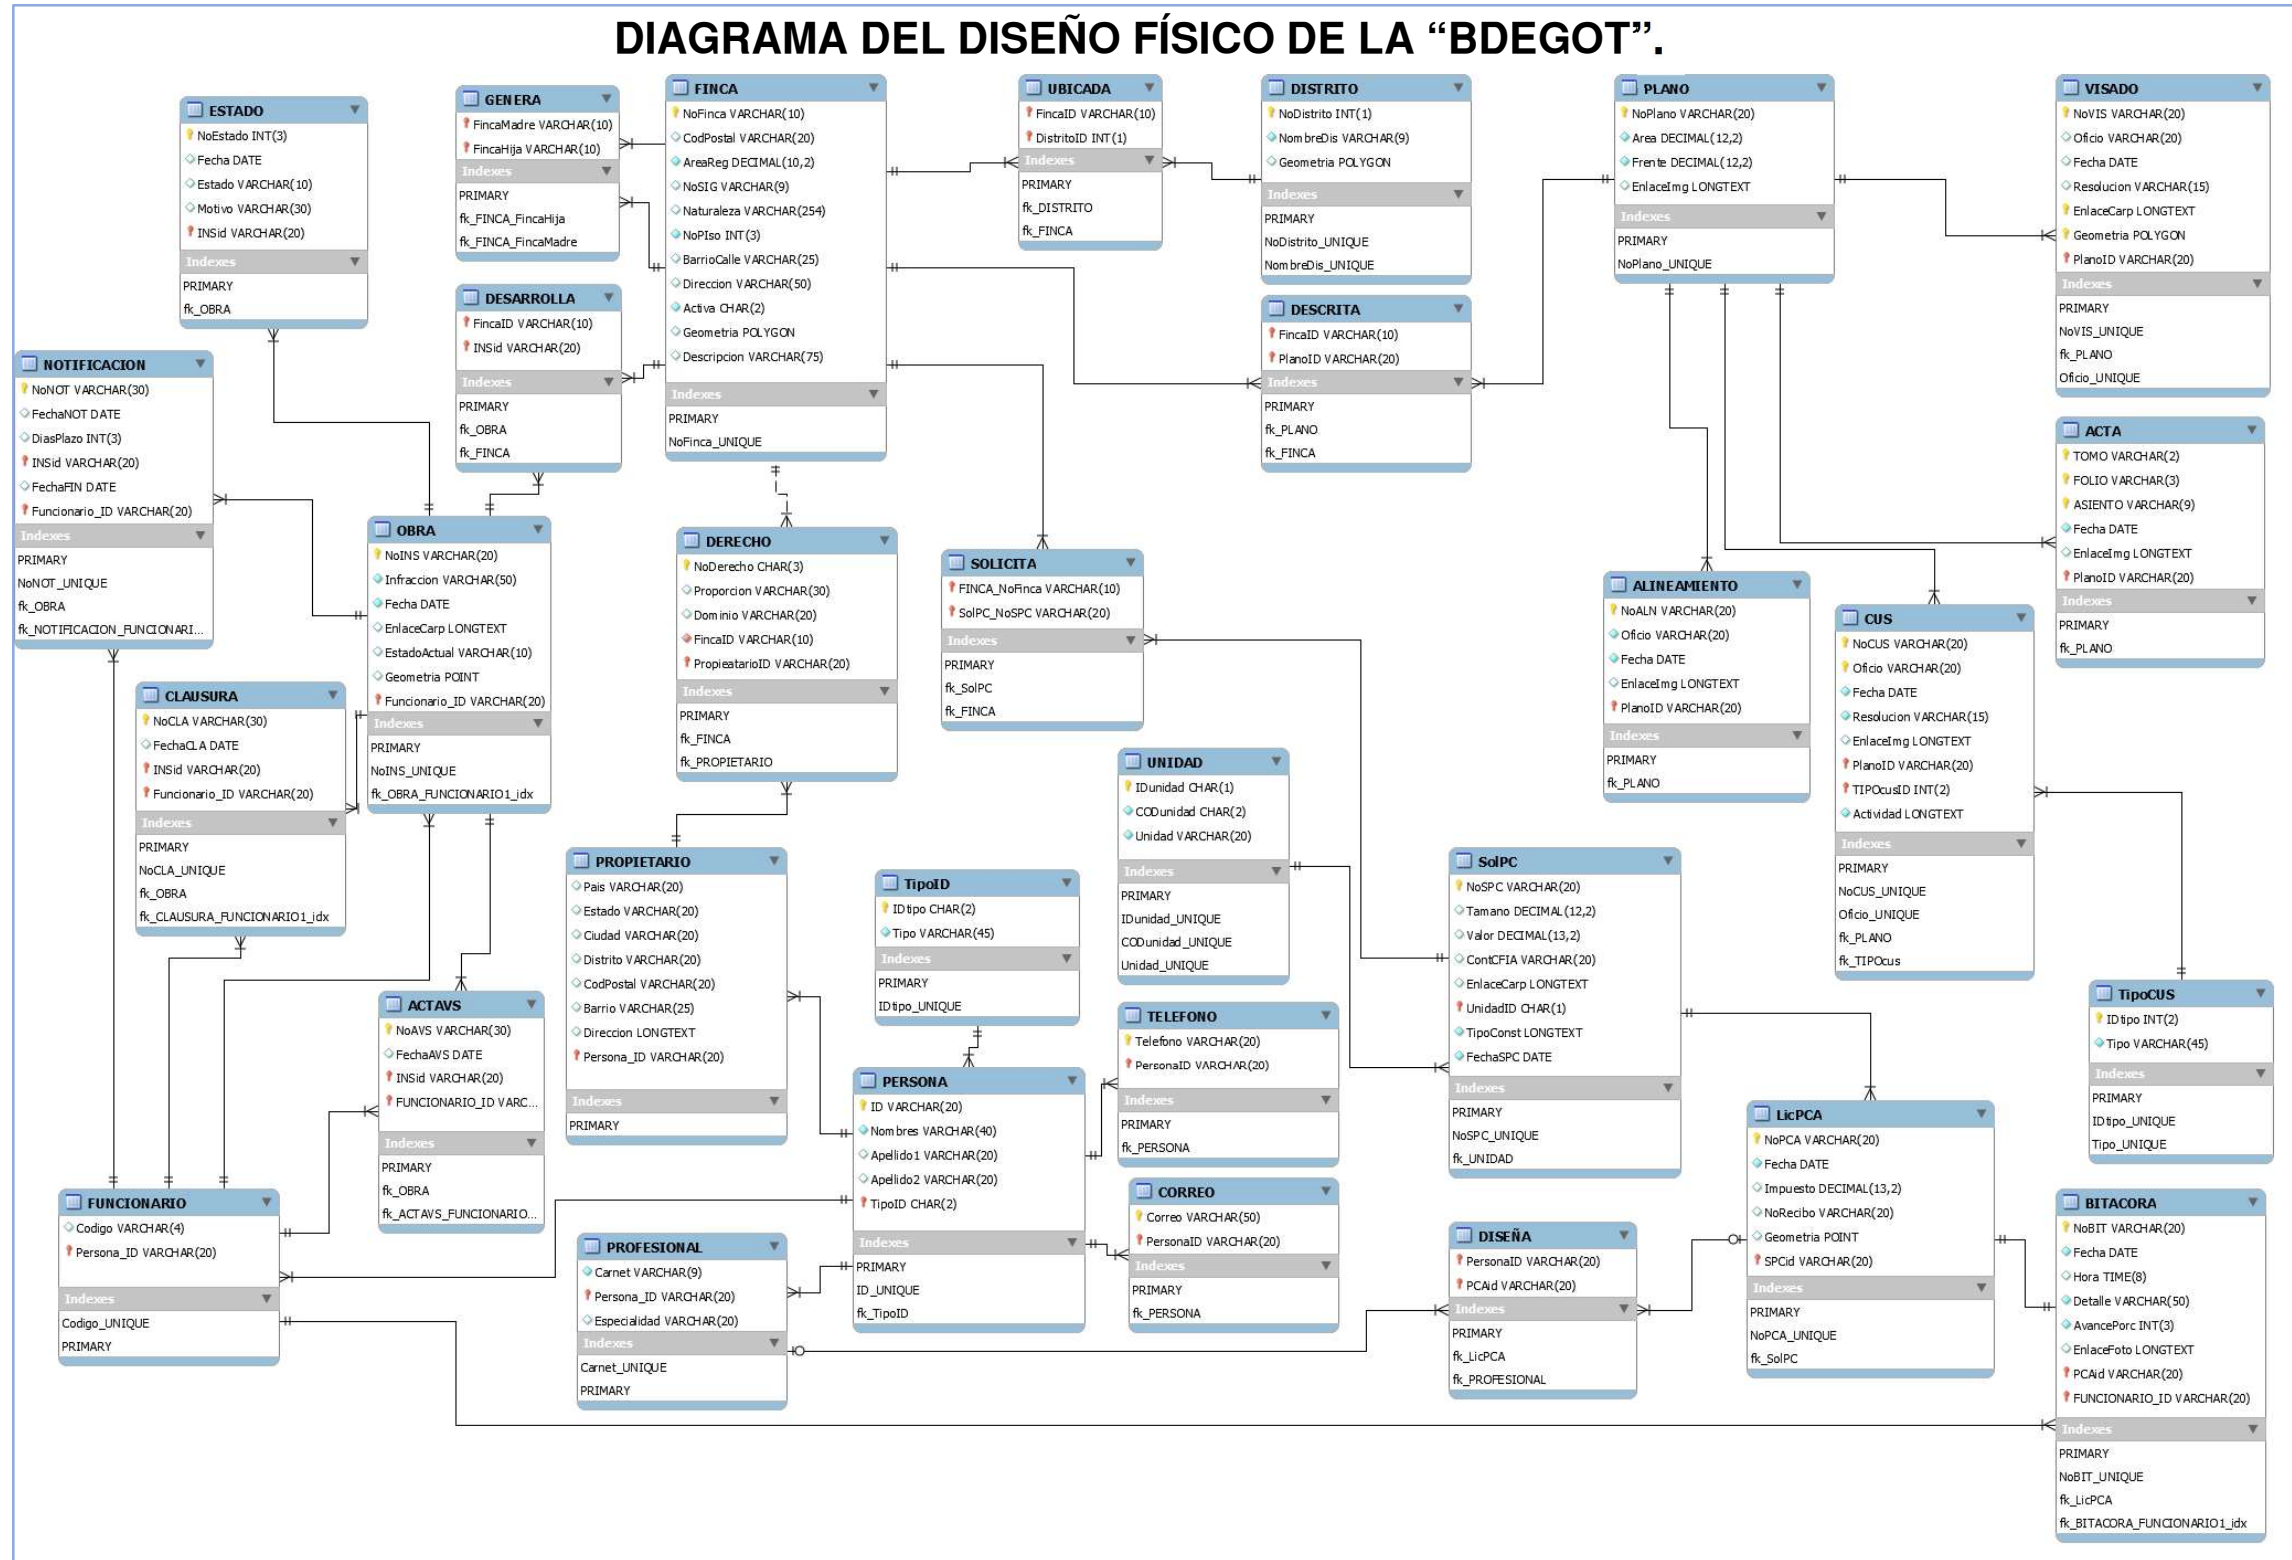 DIAGRAMA DEL DISEÑO FÍSICO DE LA “BDEGOT”.
ESTADO
NoEstado INT(3)
Fecha DATE
Estado VARCHAR(10)
Motivo VARCHAR(30)
INSid VARCHAR(20)
Indexes
PRIMARY
fk_OBRA
GENERA
FincaMadre VARCHAR(10)
FincaHija VARCHAR(10)
Indexes
PRIMARY
fk_FINCA_FincaHija
fk_FINCA_FincaMadre
FINCA
NoFinca VARCHAR(10)
CodPostal VARCHAR(20)
AreaReg DECIMAL(10,2)
NoSIG VARCHAR(9)
Naturaleza VARCHAR(254)
NoPIso INT(3)
BarrioCalle VARCHAR(25)
Direccion VARCHAR(50)
Activa CHAR(2)
Geometria POLYGON
Descripcion VARCHAR(75)
Indexes
PRIMARY
NoFinca_UNIQUE
UBICADA
FincaID VARCHAR(10)
DistritoID INT(1)
Indexes
PRIMARY
fk_DISTRITO
fk_FINCA
DISTRITO
NoDistrito INT(1)
NombreDis VARCHAR(9)
Geometria POLYGON
Indexes
PRIMARY
NoDistrito_UNIQUE
NombreDis_UNIQUE
PLANO
NoPlano VARCHAR(20)
Area DECIMAL(12,2)
Frente DECIMAL(12,2)
EnlaceImg LONGTEXT
Indexes
PRIMARY
NoPlano_UNIQUE
VISADO
NoVIS VARCHAR(20)
Oficio VARCHAR(20)
Fecha DATE
Resolucion VARCHAR(15)
EnlaceCarp LONGTEXT
Geometria POLYGON
PlanoID VARCHAR(20)
Indexes
PRIMARY
NoVIS_UNIQUE
fk_PLANO
Oficio_UNIQUE
DESARROLLA
FincaID VARCHAR(10)
INSid VARCHAR(20)
Indexes
PRIMARY
fk_OBRA
fk_FINCA
DESCRITA
FincaID VARCHAR(10)
PlanoID VARCHAR(20)
Indexes
PRIMARY
fk_PLANO
fk_FINCA
NOTIFICACION
NoNOT VARCHAR(30)
FechaNOT DATE
DiasPlazo INT(3)
INSid VARCHAR(20)
FechaFIN DATE
Funcionario_ID VARCHAR(20)
Indexes
PRIMARY
NoNOT_UNIQUE
fk_OBRA
fk_NOTIFICACION_FUNCIONARI...
ACTA
TOMO VARCHAR(2)
FOLIO VARCHAR(3)
ASIENTO VARCHAR(9)
Fecha DATE
EnlaceImg LONGTEXT
PlanoID VARCHAR(20)
Indexes
PRIMARY
fk_PLANO
OBRA
NoINS VARCHAR(20)
Infraccion VARCHAR(50)
Fecha DATE
EnlaceCarp LONGTEXT
EstadoActual VARCHAR(10)
Geometria POINT
Funcionario_ID VARCHAR(20)
Indexes
PRIMARY
NoINS_UNIQUE
fk_OBRA_FUNCIONARIO1_idx
DERECHO
NoDerecho CHAR(3)
Proporcion VARCHAR(30)
Dominio VARCHAR(20)
FincaID VARCHAR(10)
PropieatarioID VARCHAR(20)
Indexes
PRIMARY
fk_FINCA
fk_PROPIETARIO
SOLICITA
FINCA_NoFinca VARCHAR(10)
SolPC_NoSPC VARCHAR(20)
Indexes
PRIMARY
fk_SolPC
fk_FINCA
ALINEAMIENTO
NoALN VARCHAR(20)
Oficio VARCHAR(20)
Fecha DATE
EnlaceImg LONGTEXT
PlanoID VARCHAR(20)
Indexes
PRIMARY
fk_PLANO
CUS
NoCUS VARCHAR(20)
Oficio VARCHAR(20)
Fecha DATE
Resolucion VARCHAR(15)
EnlaceImg LONGTEXT
PlanoID VARCHAR(20)
TIPOcusID INT(2)
Actividad LONGTEXT
Indexes
PRIMARY
NoCUS_UNIQUE
Oficio_UNIQUE
fk_PLANO
fk_TIPOcus
CLAUSURA
NoCLA VARCHAR(30)
FechaCLA DATE
INSid VARCHAR(20)
Funcionario_ID VARCHAR(20)
Indexes
PRIMARY
NoCLA_UNIQUE
fk_OBRA
fk_CLAUSURA_FUNCIONARIO1_idx
UNIDAD
IDunidad CHAR(1)
CODunidad CHAR(2)
Unidad VARCHAR(20)
Indexes
PRIMARY
IDunidad_UNIQUE
CODunidad_UNIQUE
Unidad_UNIQUE
PROPIETARIO
Pais VARCHAR(20)
Estado VARCHAR(20)
Ciudad VARCHAR(20)
Distrito VARCHAR(20)
CodPostal VARCHAR(20)
Barrio VARCHAR(25)
Direccion LONGTEXT
Persona_ID VARCHAR(20)
Indexes
PRIMARY
TipoID
IDtipo CHAR(2)
Tipo VARCHAR(45)
Indexes
PRIMARY
IDtipo_UNIQUE
SolPC
NoSPC VARCHAR(20)
Tamano DECIMAL(12,2)
Valor DECIMAL(13,2)
ContCFIA VARCHAR(20)
EnlaceCarp LONGTEXT
UnidadID CHAR(1)
TipoConst LONGTEXT
FechaSPC DATE
Indexes
PRIMARY
NoSPC_UNIQUE
fk_UNIDAD
TipoCUS
IDtipo INT(2)
Tipo VARCHAR(45)
Indexes
PRIMARY
IDtipo_UNIQUE
Tipo_UNIQUE
ACTAVS
NoAVS VARCHAR(30)
FechaAVS DATE
INSid VARCHAR(20)
FUNCIONARIO_ID VARC...
Indexes
PRIMARY
fk_OBRA
fk_ACTAVS_FUNCIONARIO...
TELEFONO
Telefono VARCHAR(20)
PersonaID VARCHAR(20)
Indexes
PRIMARY
fk_PERSONA
PERSONA
ID VARCHAR(20)
Nombres VARCHAR(40)
Apellido1 VARCHAR(20)
Apellido2 VARCHAR(20)
TipoID CHAR(2)
Indexes
PRIMARY
ID_UNIQUE
fk_TipoID
LicPCA
NoPCA VARCHAR(20)
Fecha DATE
Impuesto DECIMAL(13,2)
NoRecibo VARCHAR(20)
Geometria POINT
SPCid VARCHAR(20)
Indexes
PRIMARY
NoPCA_UNIQUE
fk_SolPC
FUNCIONARIO
Codigo VARCHAR(4)
Persona_ID VARCHAR(20)
Indexes
Codigo_UNIQUE
PRIMARY
CORREO
Correo VARCHAR(50)
PersonaID VARCHAR(20)
Indexes
PRIMARY
fk_PERSONA
BITACORA
NoBIT VARCHAR(20)
Fecha DATE
Hora TIME(8)
Detalle VARCHAR(50)
AvancePorc INT(3)
EnlaceFoto LONGTEXT
PCAid VARCHAR(20)
FUNCIONARIO_ID VARCHAR(20)
Indexes
PRIMARY
NoBIT_UNIQUE
fk_LicPCA
fk_BITACORA_FUNCIONARIO1_idx
PROFESIONAL
Carnet VARCHAR(9)
Persona_ID VARCHAR(20)
Especialidad VARCHAR(20)
Indexes
Carnet_UNIQUE
PRIMARY
DISEÑA
PersonaID VARCHAR(20)
PCAid VARCHAR(20)
Indexes
PRIMARY
fk_LicPCA
fk_PROFESIONAL